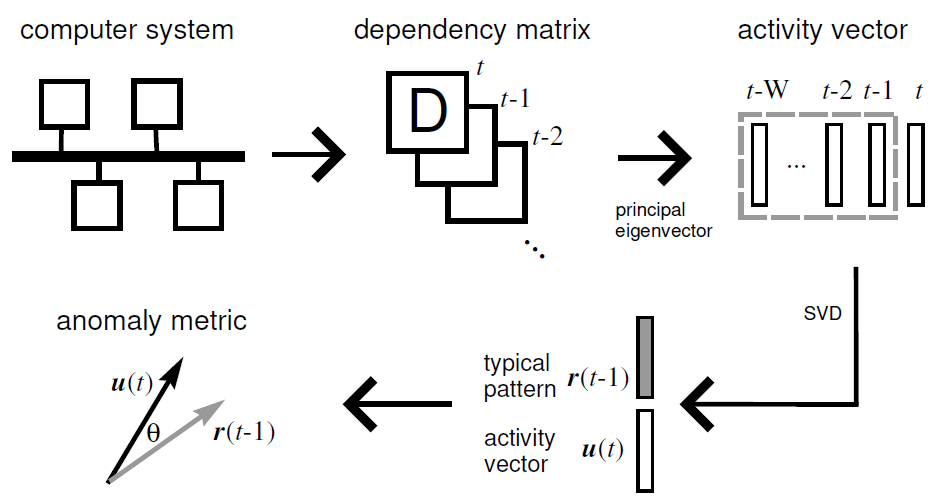 computer system
dependency matrix
activity vector
D
t
t-1
t-2
t-W
t-2
t-1
t
...
principal
eigenvector
SVD
anomaly metric
u(t)
θ
r(t-1)
typical
pattern
r(t-1)
activity
vector
u(t)